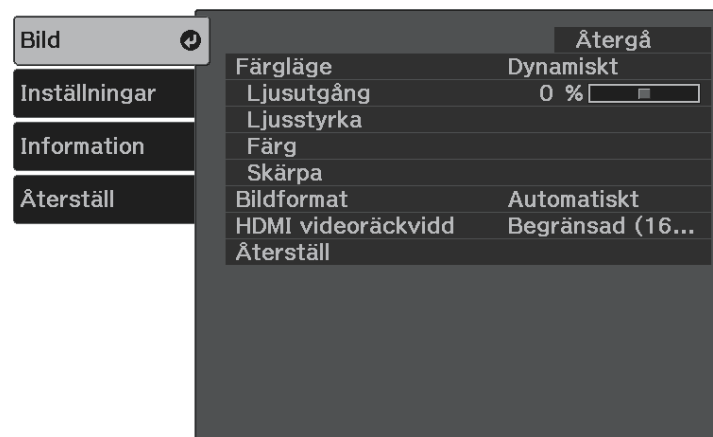 Bild
Inställningar
Information
Återställ
Återgå
Färgläge Dynamiskt
Ljusutgång 0 %
Ljusstyrka
Färg
Skärpa
Bildformat Automatiskt
HDMI videoräckvidd Begränsad (16...
Återställ